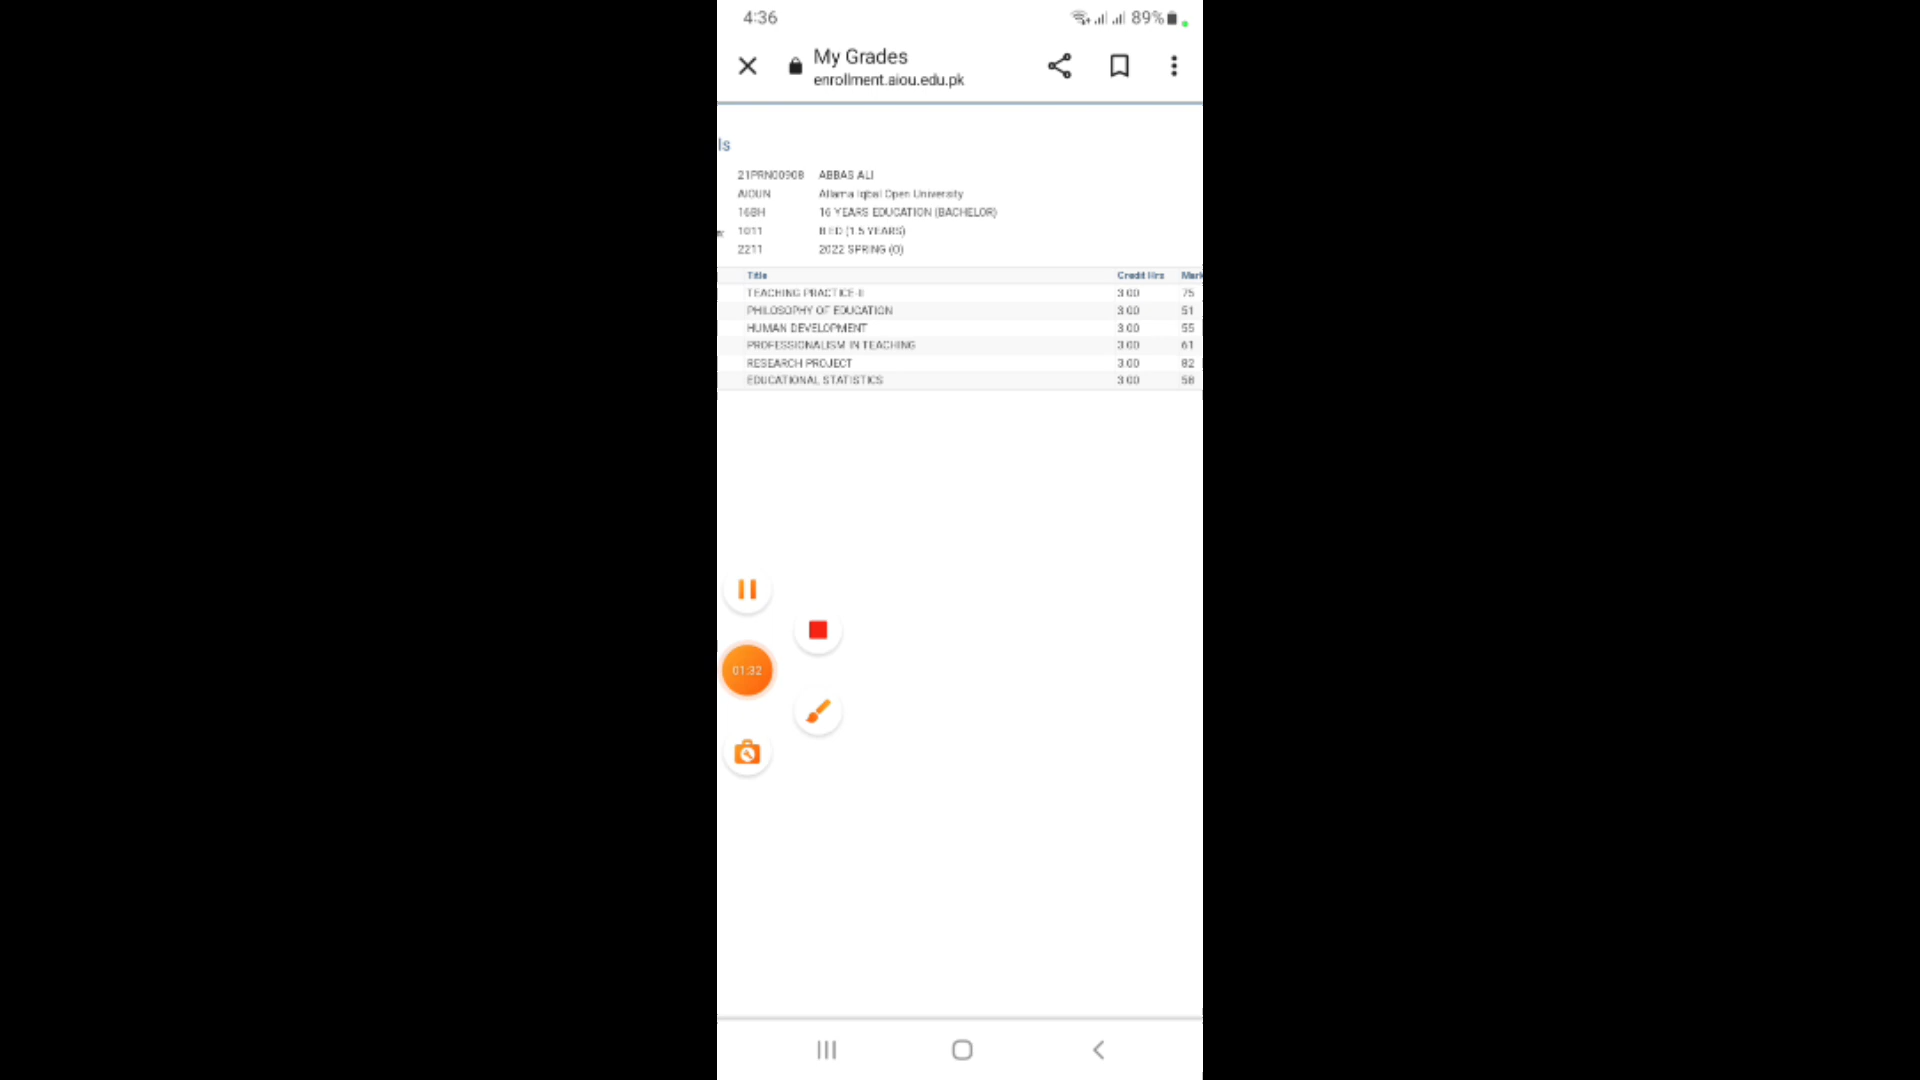 4:36
89%
My Grades
enrollment.aiou.edu.pk
ls
21PRN00908 ABBAS ALI
AIOUN Allama Iqbal Open University
16BH 16 YEARS EDUCATION (BACHELOR)
1011 B ED (1.5 YEARS)
2211 2022 SPRING (O)
Title Credit Hrs Mark
TEACHING PRACTICE-II 3.00 75
PHILOSOPHY OF EDUCATION 3.00 51
HUMAN DEVELOPMENT 3.00 55
PROFESSIONALISM IN TEACHING 3.00 61
RESEARCH PROJECT 3.00 82
EDUCATIONAL STATISTICS 3.00 58
01:32